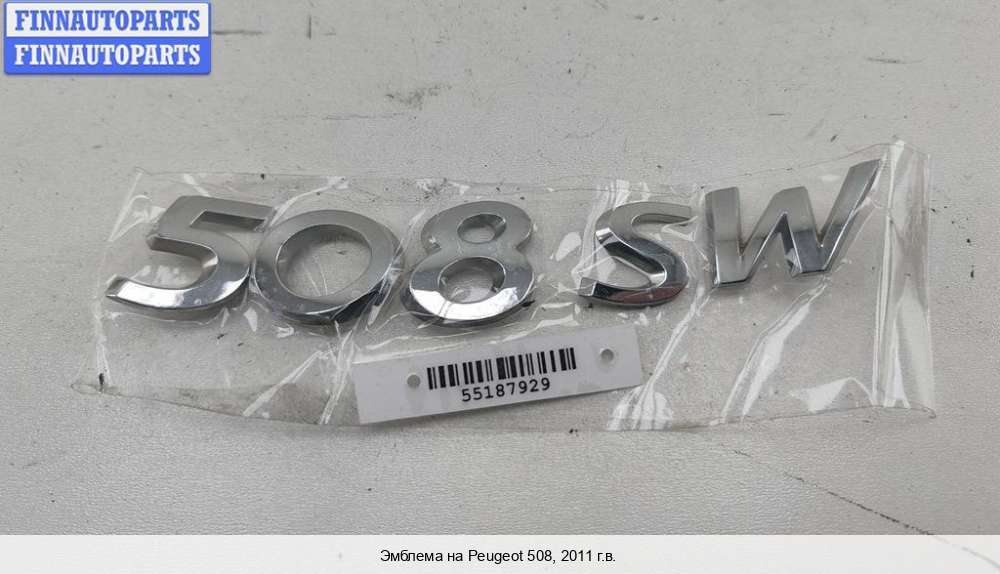 FINNAUTOPARTS
FINNAUTOPARTS
508 SW
55187929
Эмблема на Peugeot 508, 2011 г.в.